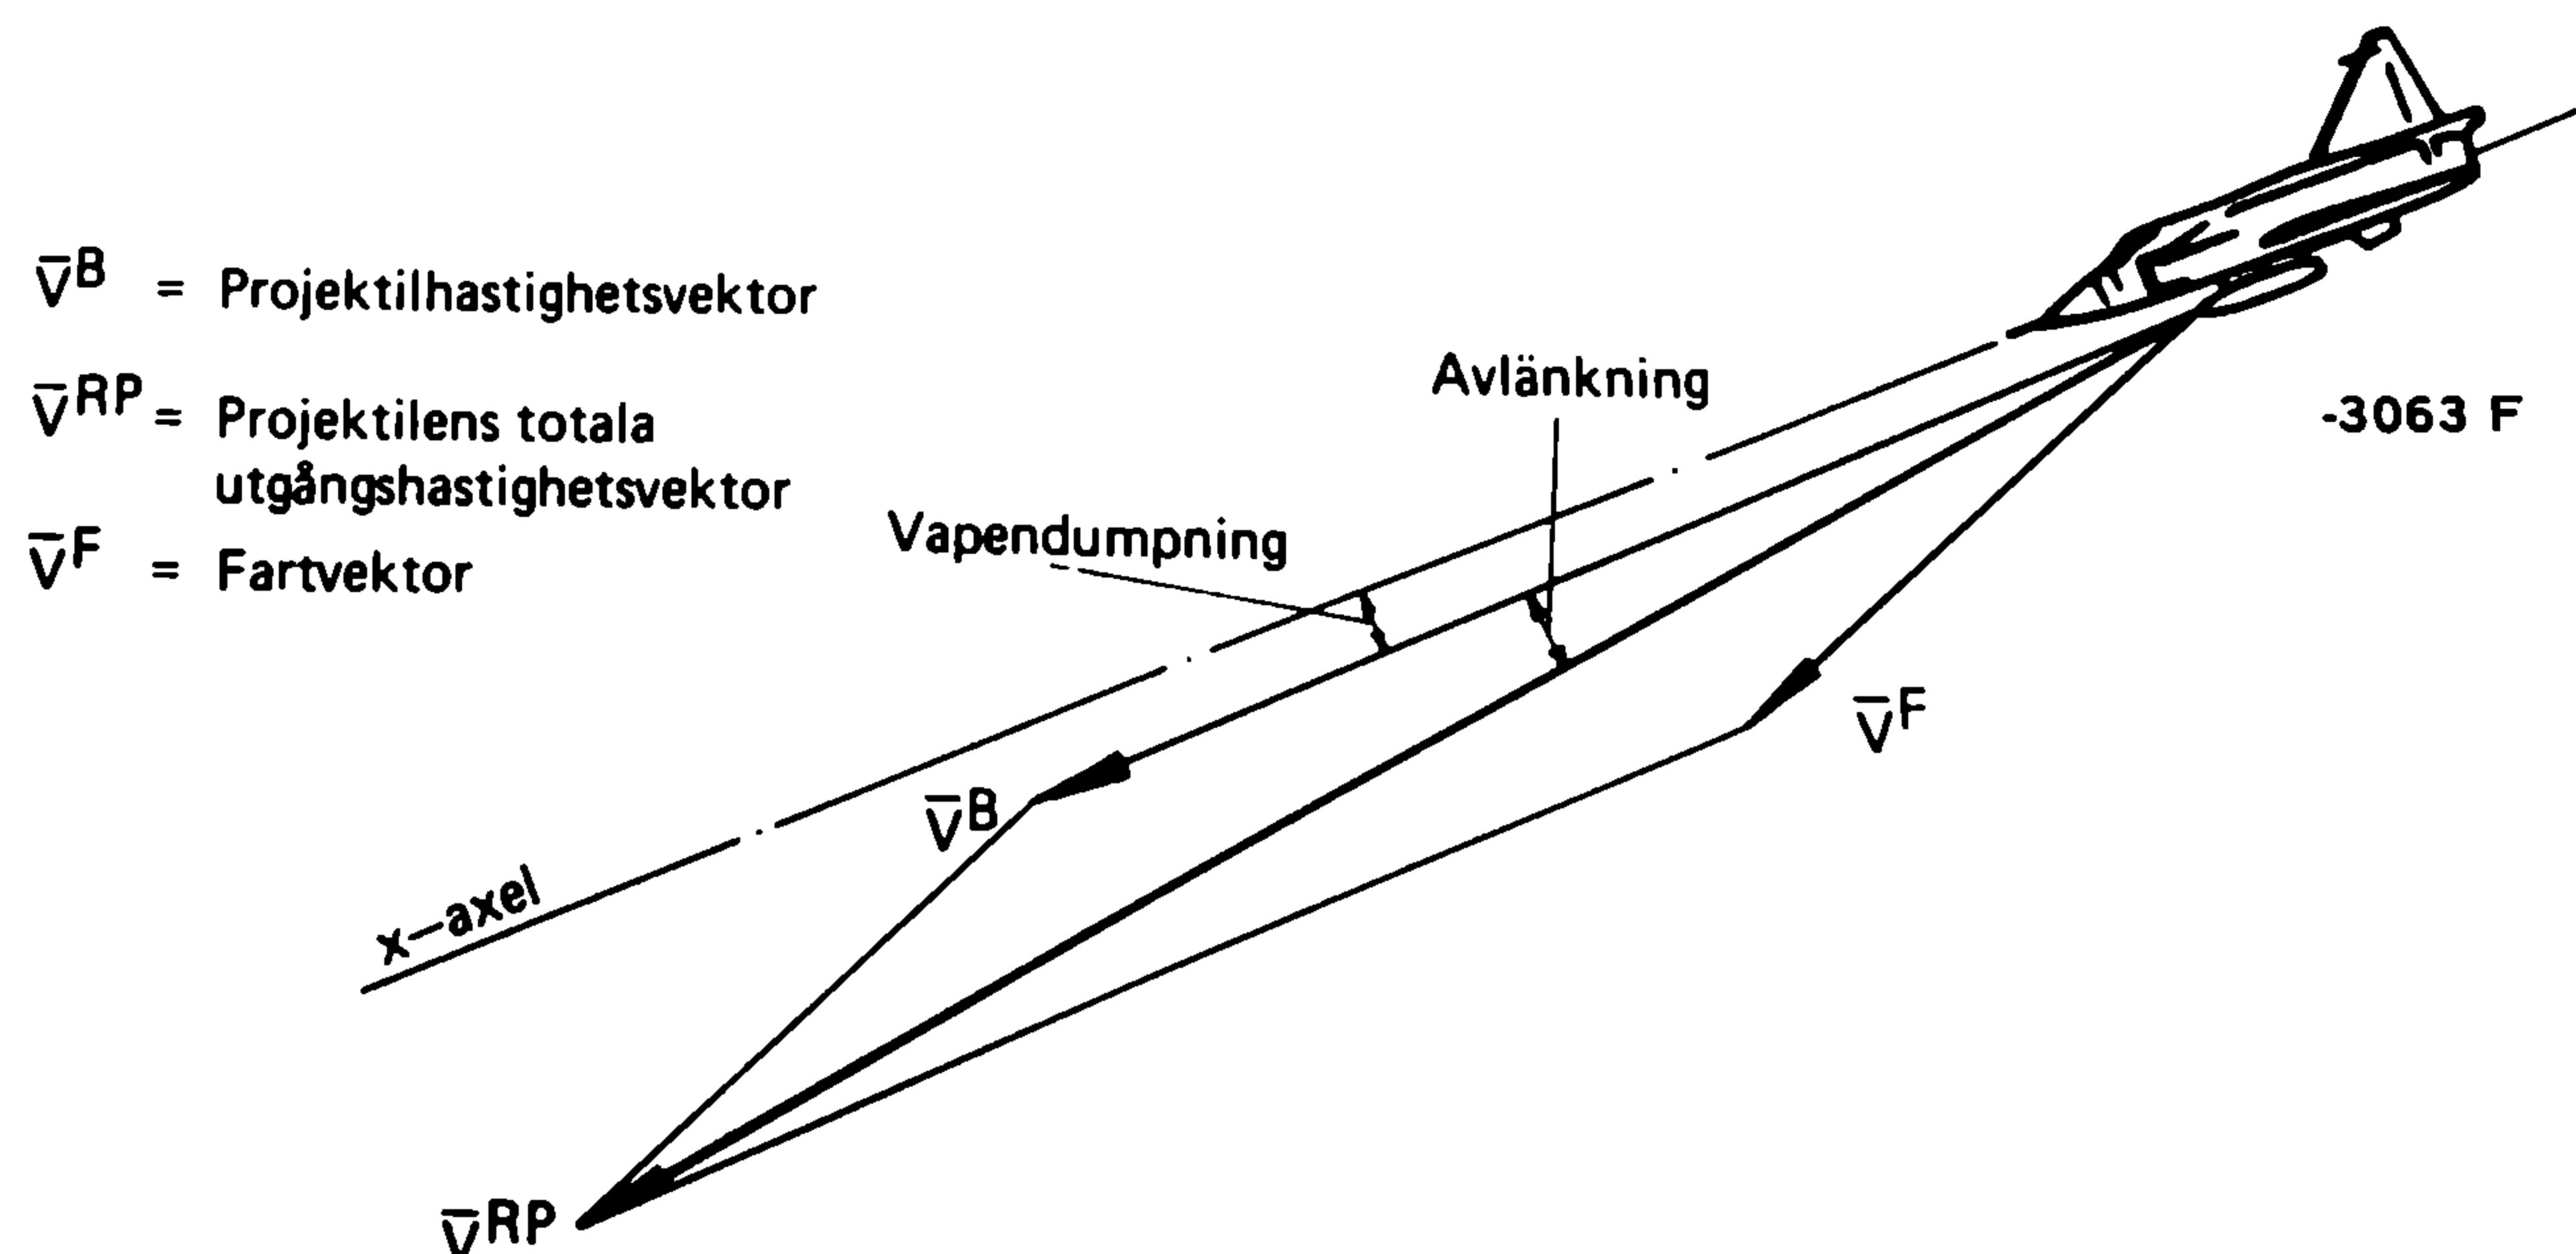 V̄ᴮ = Projektilhastighetsvektor
V̄ᴿᴾ = Projektilens totala
utgångshastighetsvektor
V̄ᶠ = Fartvektor
Avlänkning
-3063 F
Vapendumpning
V̄ᶠ
V̄ᴮ
x-axel
V̄ᴿᴾ